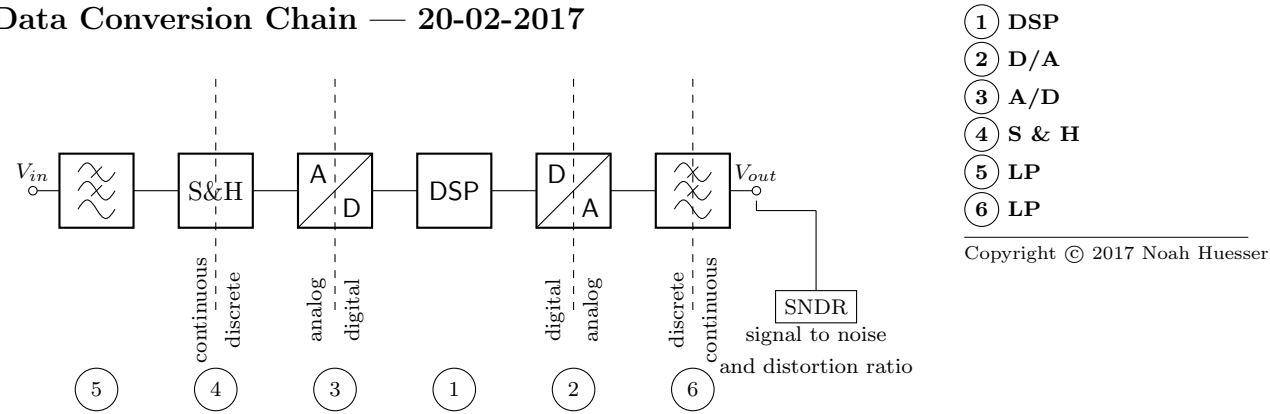 Data Conversion Chain — 20-02-2017
1 DSP
2 D/A
3 A/D
4 S & H
5 LP
6 LP
Copyright © 2017 Noah Huesser
Vin
S&H
A
D
DSP
D
A
Vout
continuous
discrete
analog
digital
digital
analog
discrete
continuous
SNDR
signal to noise
and distortion ratio
5
4
3
1
2
6